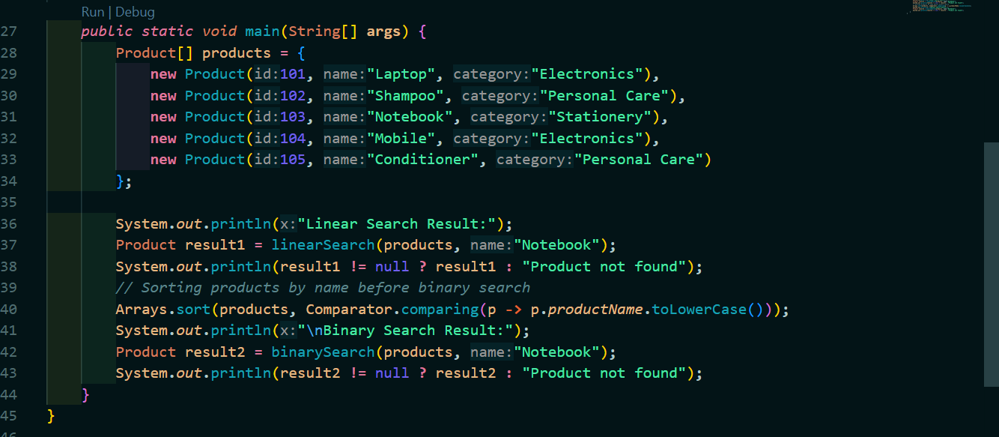 Run | Debug
27 public static void main(String[] args) {
28 Product[] products = {
29 new Product(id:101, name:"Laptop", category:"Electronics"),
30 new Product(id:102, name:"Shampoo", category:"Personal Care"),
31 new Product(id:103, name:"Notebook", category:"Stationery"),
32 new Product(id:104, name:"Mobile", category:"Electronics"),
33 new Product(id:105, name:"Conditioner", category:"Personal Care")
34 };
35
36 System.out.println(x:"Linear Search Result:");
37 Product result1 = linearSearch(products, name:"Notebook");
38 System.out.println(result1 != null ? result1 : "Product not found");
39 // Sorting products by name before binary search
40 Arrays.sort(products, Comparator.comparing(p -> p.productName.toLowerCase()));
41 System.out.println(x:"\nBinary Search Result:");
42 Product result2 = binarySearch(products, name:"Notebook");
43 System.out.println(result2 != null ? result2 : "Product not found");
44 }
45 }
46